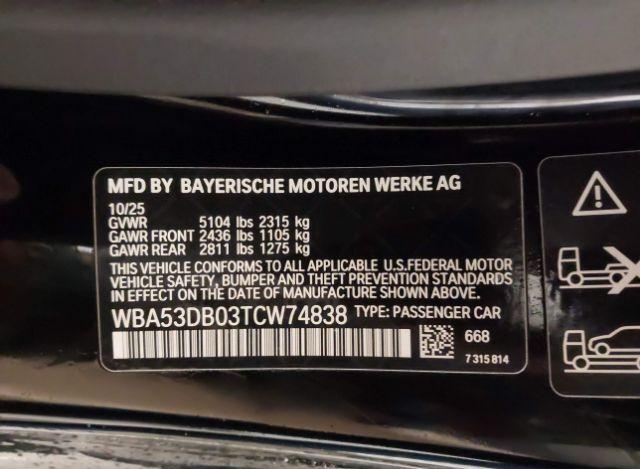 MFD BY BAYERISCHE MOTOREN WERKE AG
10/25
GVWR 5104 lbs 2315 kg
GAWR FRONT 2436 lbs 1105 kg
GAWR REAR 2811 lbs 1275 kg
THIS VEHICLE CONFORMS TO ALL APPLICABLE U.S.FEDERAL MOTOR
VEHICLE SAFETY, BUMPER AND THEFT PREVENTION STANDARDS
IN EFFECT ON THE DATE OF MANUFACTURE SHOWN ABOVE.
WBA53DB03TCW74838 TYPE: PASSENGER CAR
668
7 315 814